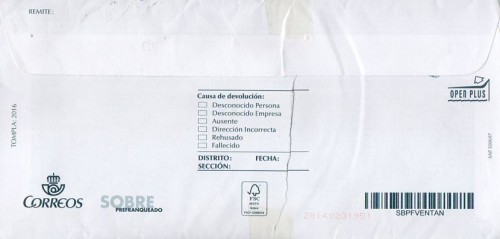 REMITE:
OPEN PLUS
Causa de devolución:
Desconocido Persona
Desconocido Empresa
Ausente
Dirección Incorrecta
Rehusado
Fallecido
DISTRITO: FECHA:
SECCIÓN:
TOMPLA: 2016
CORREOS
SOBRE
PREFRANQUEADO
FSC
SBPFVENTAN